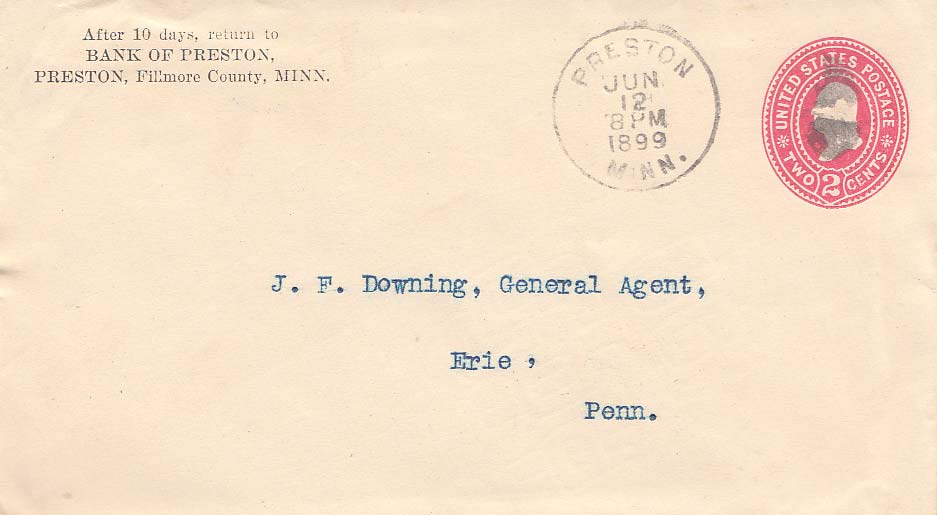 After 10 days, return to
BANK OF PRESTON,
PRESTON, Fillmore County, MINN.
PRESTON
JUN
12
8 PM
1899
MINN.
UNITED STATES POSTAGE
TWO 2 CENTS
J. F. Downing, General Agent,
Erie,
Penn.